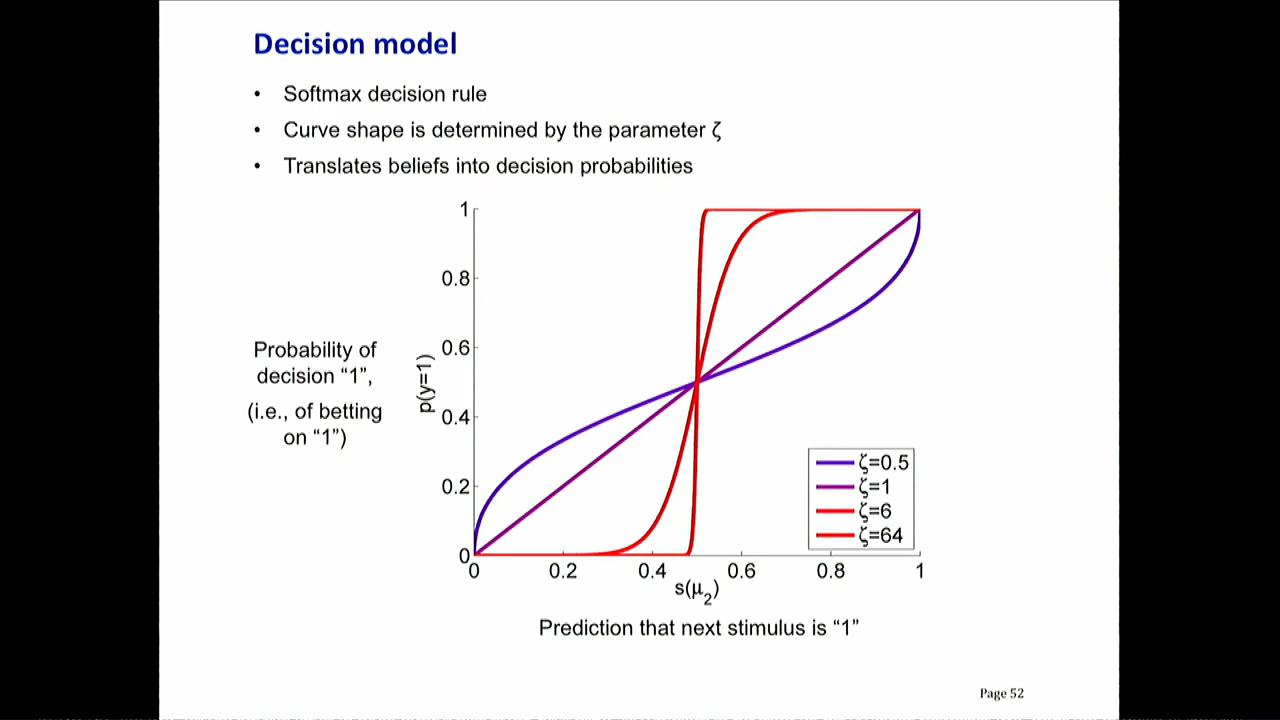 Decision model
• Softmax decision rule
• Curve shape is determined by the parameter ζ
• Translates beliefs into decision probabilities
Probability of
decision “1”,
(i.e., of betting
on “1”)
p(y=1)
1
0.8
0.6
0.4
0.2
0
0 0.2 0.4 0.6 0.8 1
s(μ₂)
ζ=0.5
ζ=1
ζ=6
ζ=64
Prediction that next stimulus is “1”
Page 52